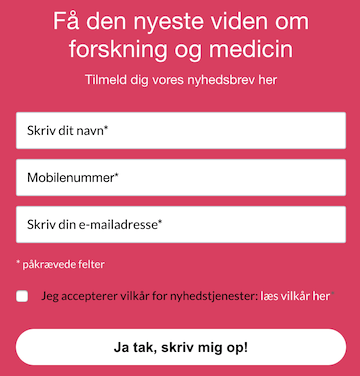 Få den nyeste viden om
forskning og medicin
Tilmeld dig vores nyhedsbrev her
Skriv dit navn*
Mobilenummer*
Skriv din e-mailadresse*
* påkrævede felter
Jeg accepterer vilkår for nyhedstjenester: læs vilkår her
Ja tak, skriv mig op!